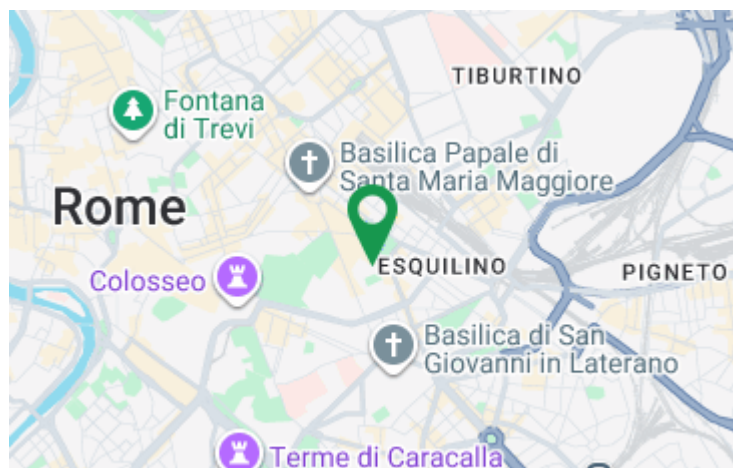 TIBURTINO
Fontana
di Trevi
Basilica Papale di
Santa Maria Maggiore
Rome
Colosseo
ESQUILINO
PIGNETO
Basilica di San
Giovanni in Laterano
Terme di Caracalla